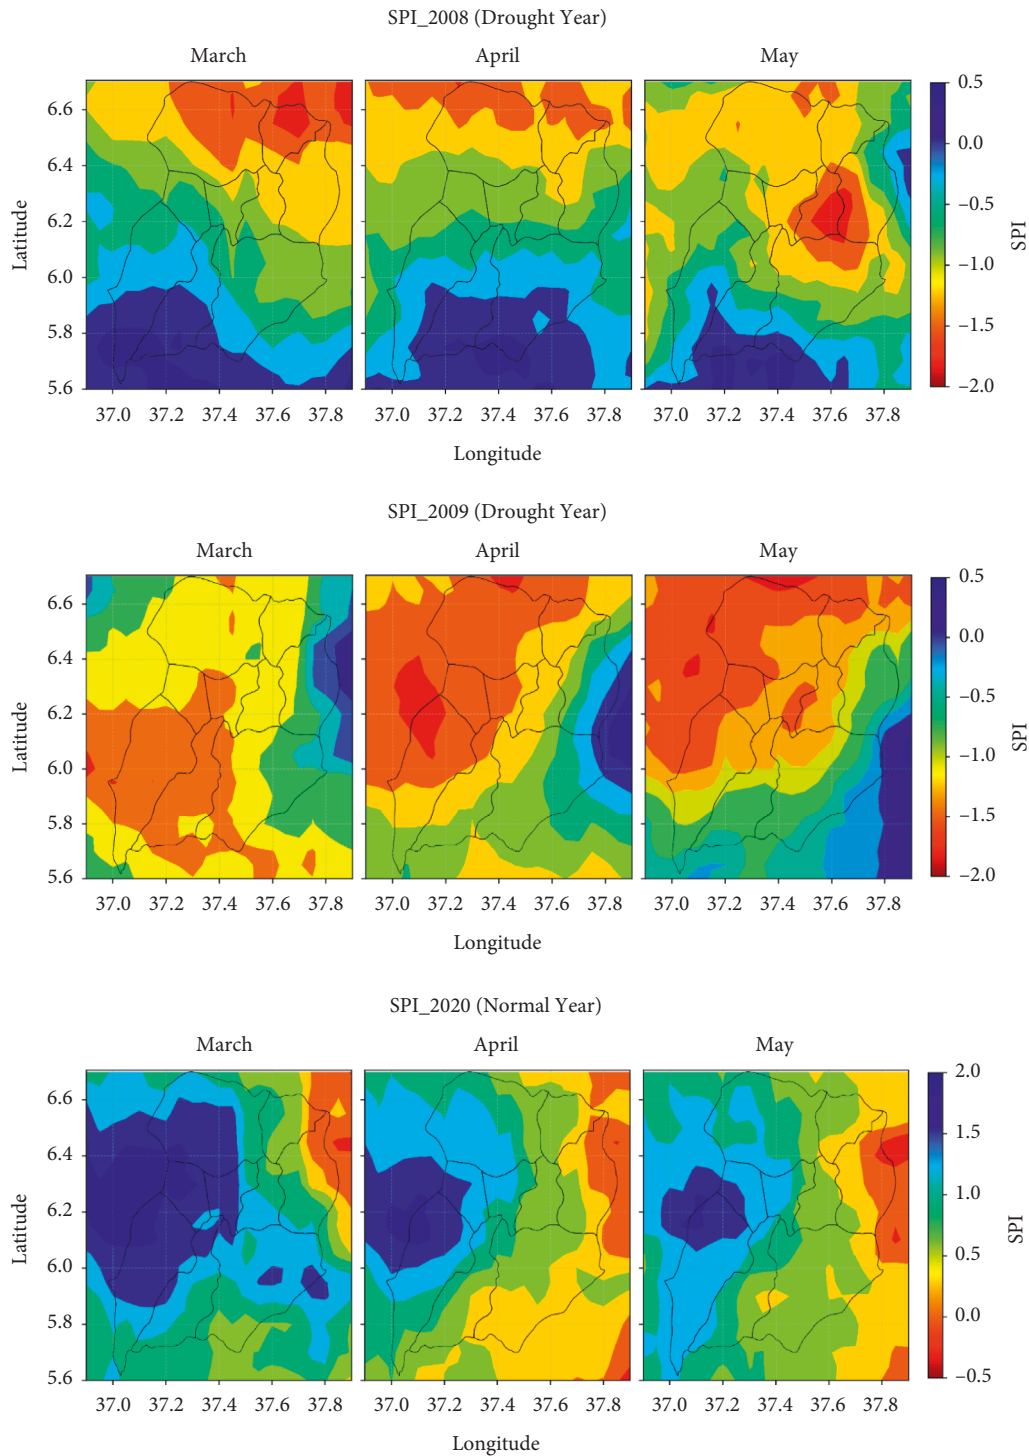 SPI_2008 (Drought Year)
March April May
6.6
6.4
6.2
6.0
5.8
5.6
Latitude
37.0 37.2 37.4 37.6 37.8 37.0 37.2 37.4 37.6 37.8 37.0 37.2 37.4 37.6 37.8
Longitude
0.5
0.0
−0.5
−1.0
−1.5
−2.0
SPI
SPI_2009 (Drought Year)
March April May
6.6
6.4
6.2
6.0
5.8
5.6
Latitude
37.0 37.2 37.4 37.6 37.8 37.0 37.2 37.4 37.6 37.8 37.0 37.2 37.4 37.6 37.8
Longitude
0.5
0.0
−0.5
−1.0
−1.5
−2.0
SPI
SPI_2020 (Normal Year)
March April May
6.6
6.4
6.2
6.0
5.8
5.6
Latitude
37.0 37.2 37.4 37.6 37.8 37.0 37.2 37.4 37.6 37.8 37.0 37.2 37.4 37.6 37.8
Longitude
2.0
1.5
1.0
0.5
0.0
−0.5
SPI